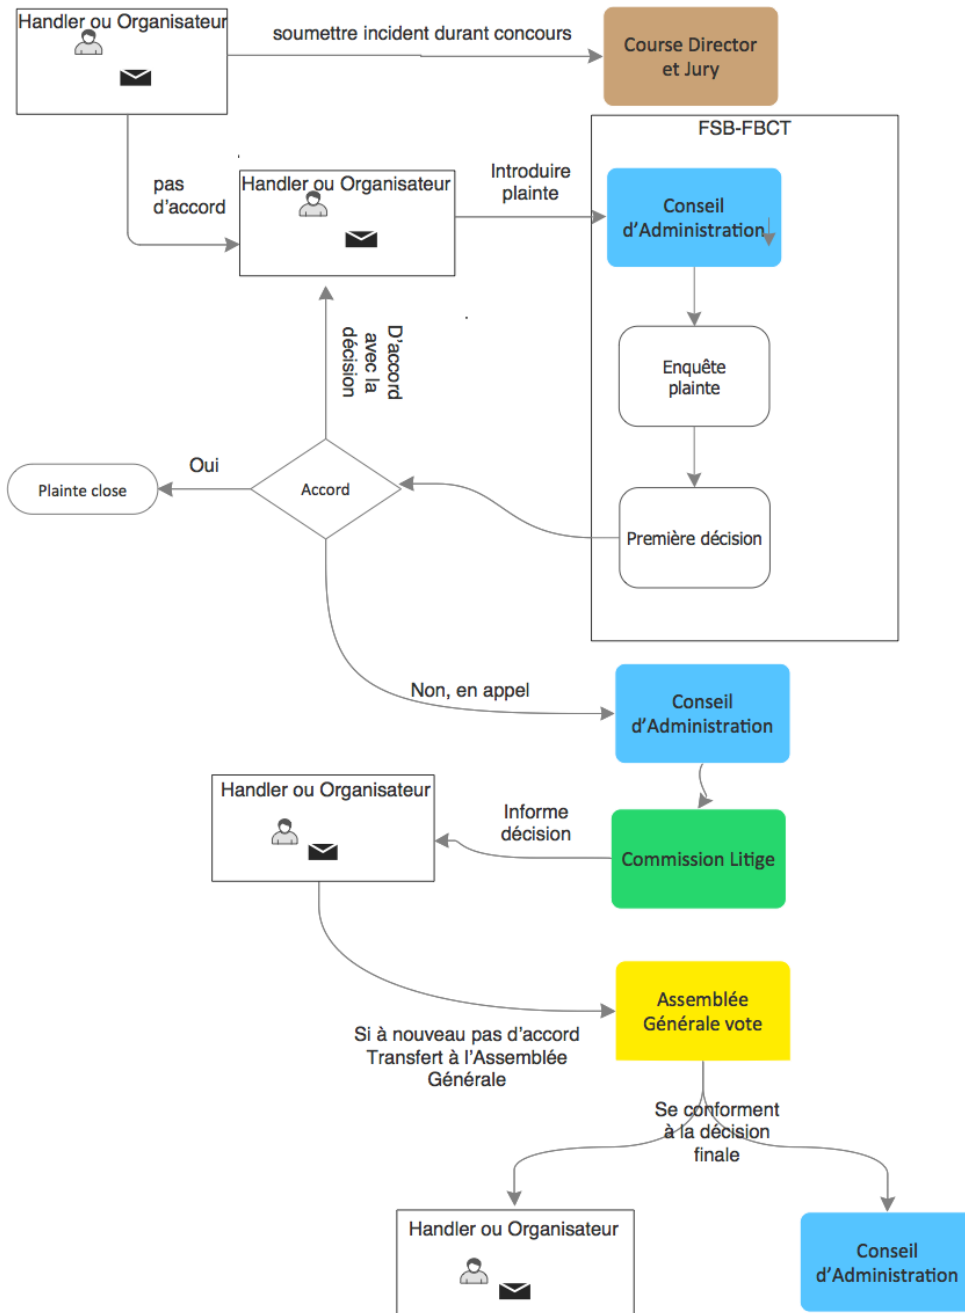 Handler ou Organisateur
soumettre incident durant concours
Course Director
et Jury
FSB-FBCT
pas
d'accord
Handler ou Organisateur
Introduire
plainte
Conseil
d'Administration
Enquête
plainte
D'accord
avec la
décision
Oui
Plainte close
Accord
Première décision
Non, en appel
Conseil
d'Administration
Handler ou Organisateur
Informe
décision
Commission Litige
Assemblée
Générale vote
Si à nouveau pas d'accord
Transfert à l'Assemblée
Générale
Se conforment
à la décision
finale
Handler ou Organisateur
Conseil
d'Administration